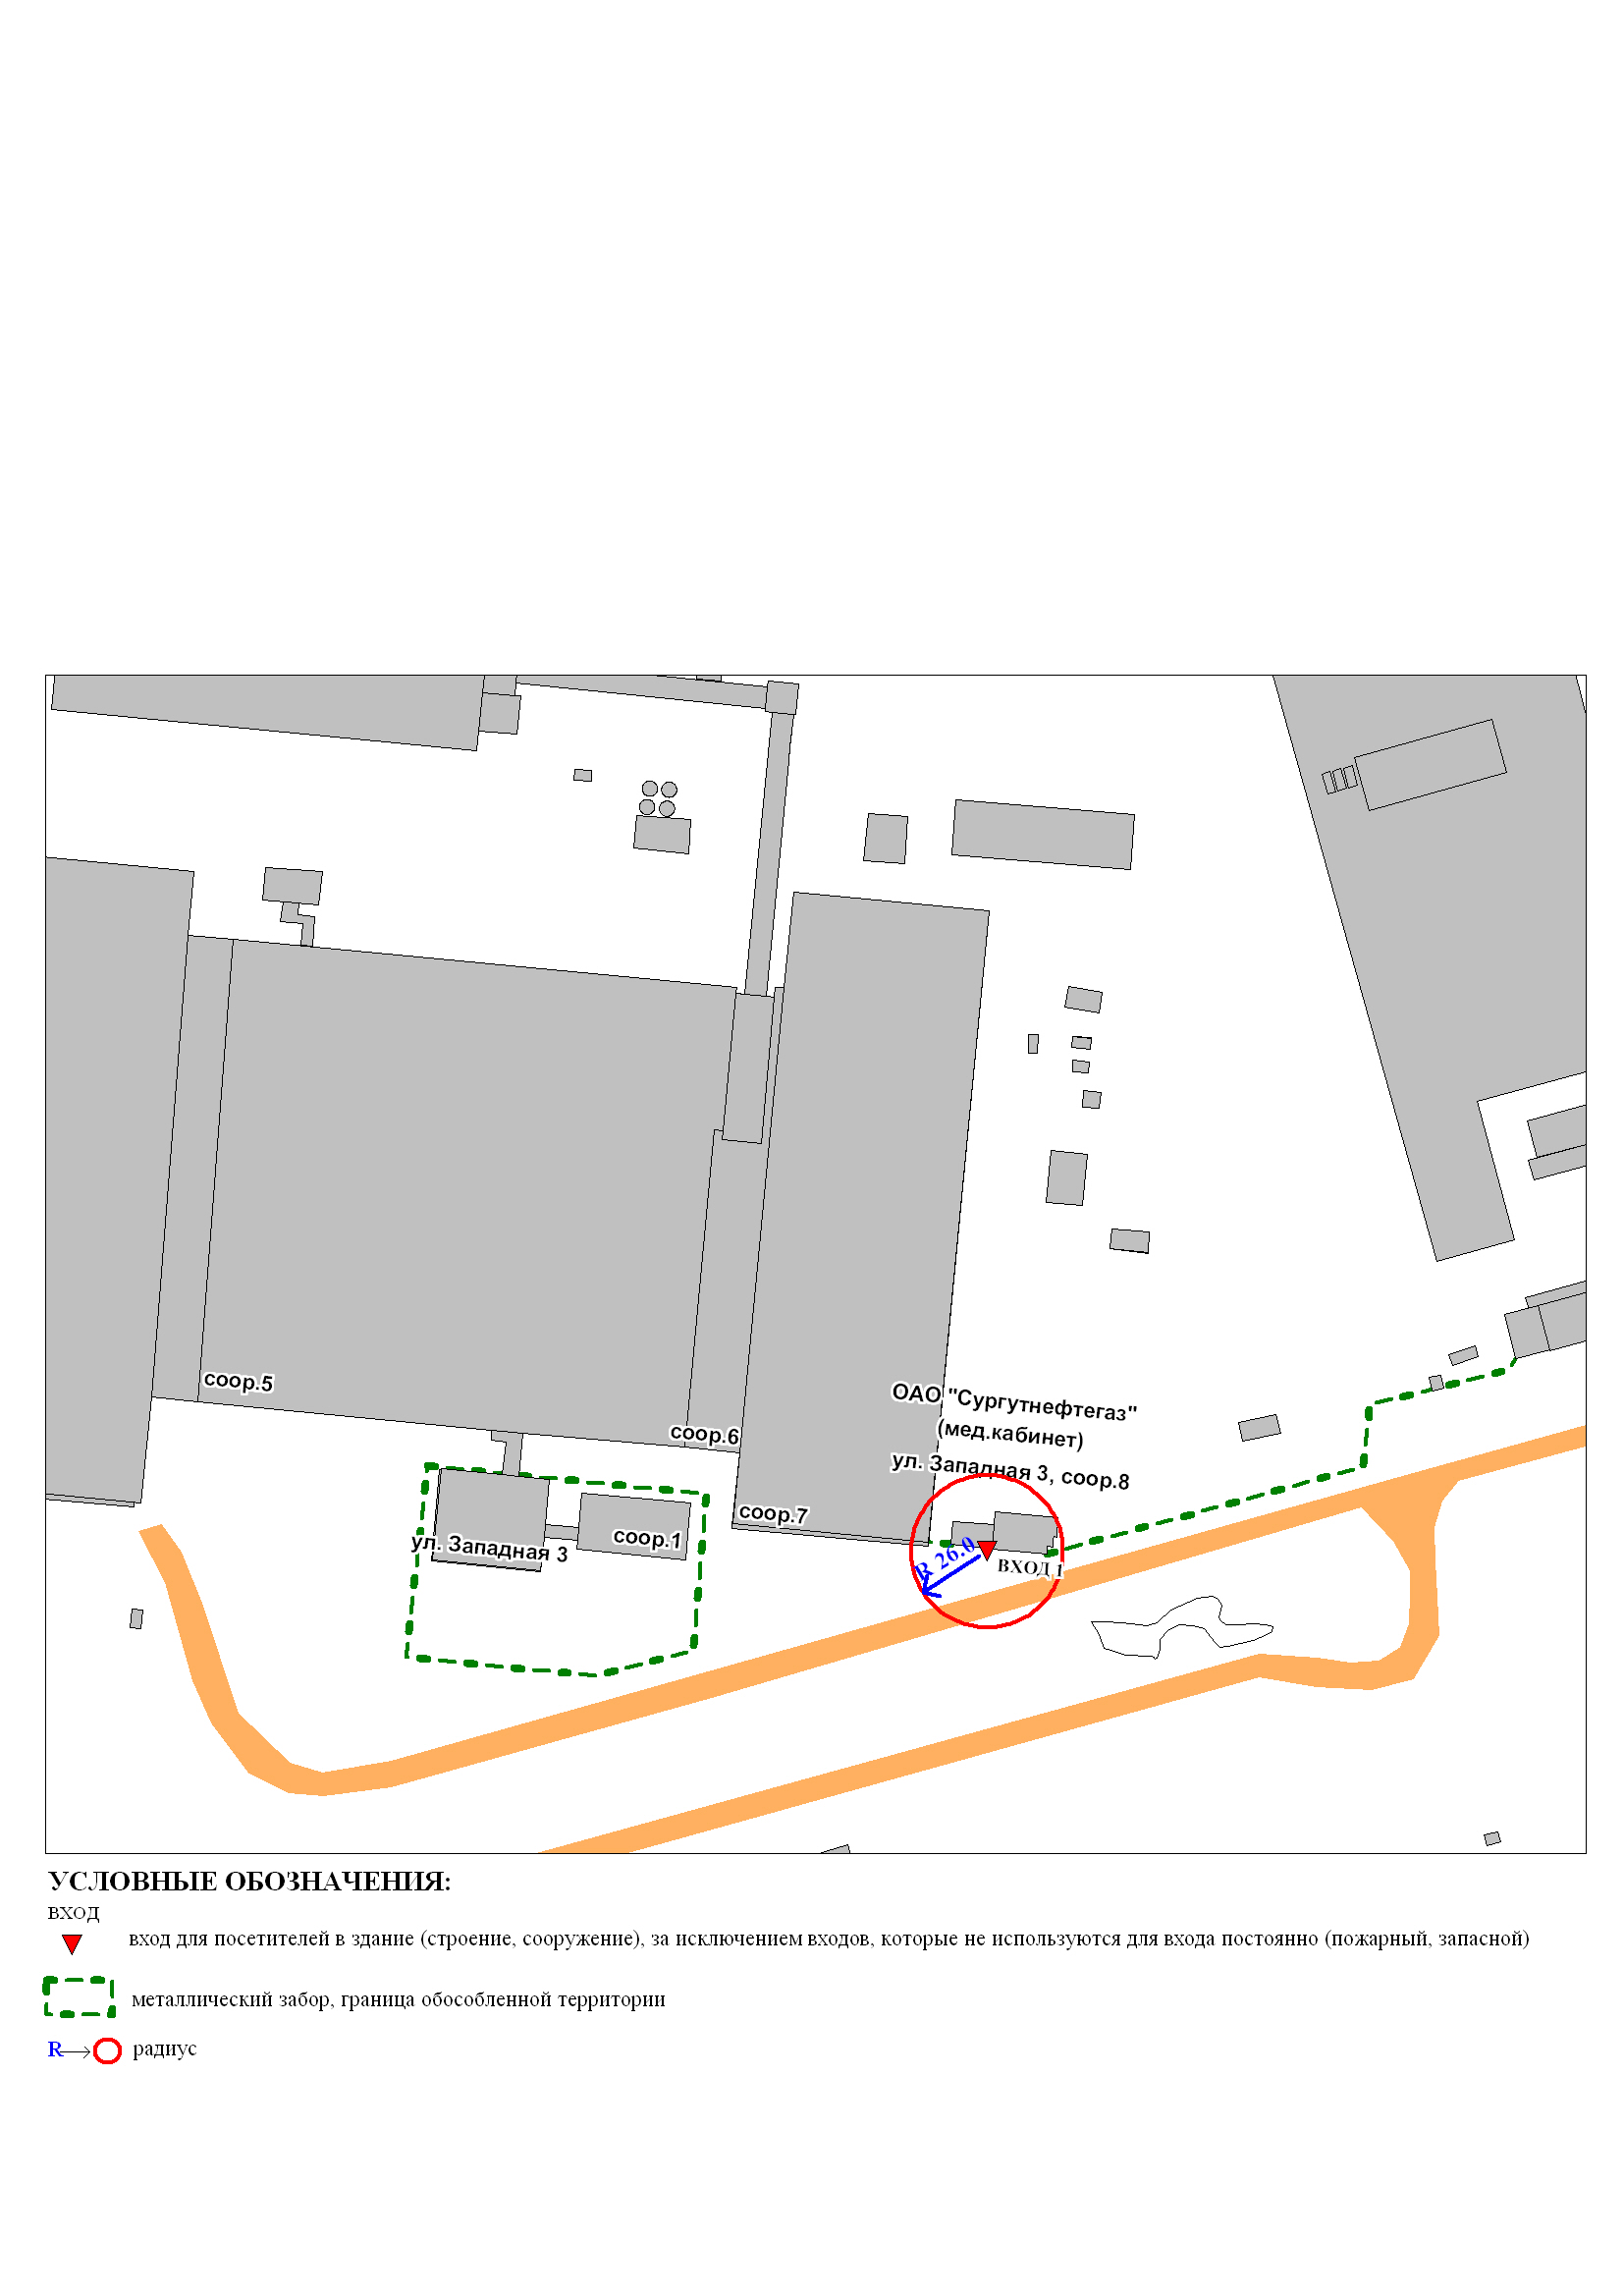 соор.5
ОАО "Сургутнефтегаз"
(мед.кабинет)
соор.6
ул. Западная 3, соор.8
соор.7
соор.1
ул. Западная 3
R 26.0
ВХОД 1
УСЛОВНЫЕ ОБОЗНАЧЕНИЯ:
ВХОД
вход для посетителей в здание (строение, сооружение), за исключением входов, которые не используются для входа постоянно (пожарный, запасной)
металлический забор, граница обособленной территории
R радиус